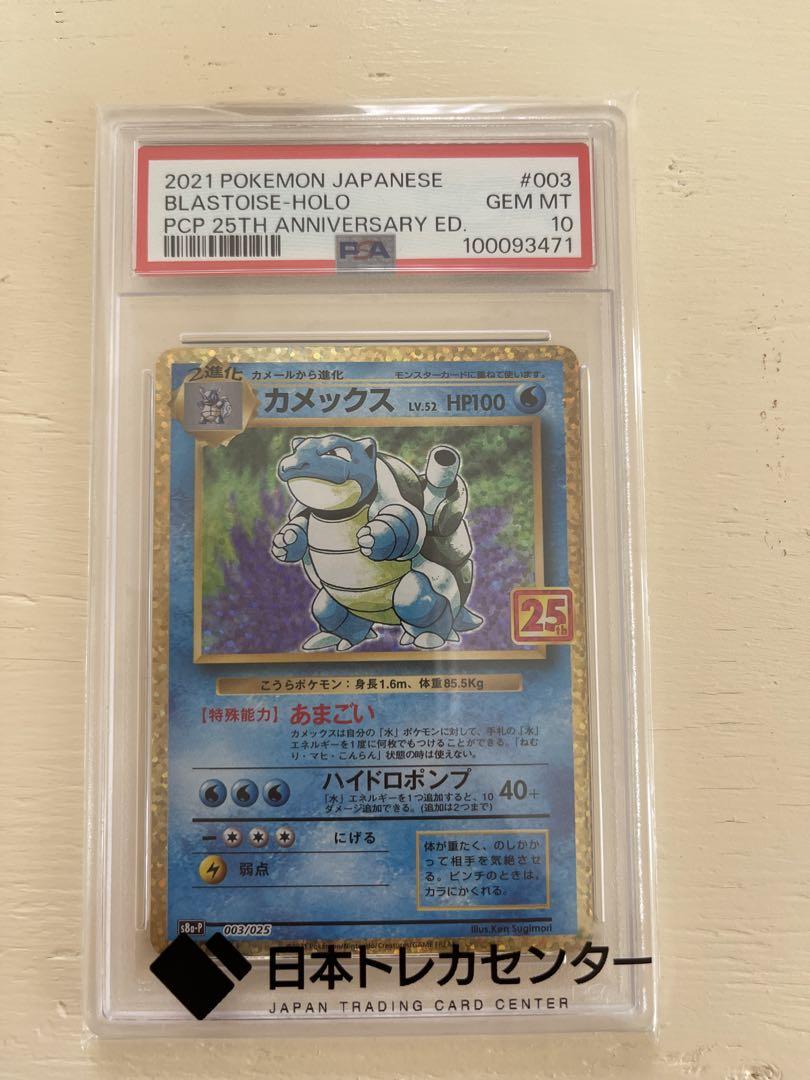 2021 POKEMON JAPANESE #003
BLASTOISE-HOLO GEM MT
PCP 25TH ANNIVERSARY ED. 10
PSA 100093471
2進化 カメールから進化 モンスターカードに重ねて使います。
カメックス LV.52 HP100
25th
こうらポケモン：身長1.6m、体重85.5Kg
【特殊能力】あまごい
カメックスは自分の「水」ポケモンに対して、手札の「水」
エネルギーを1度に何枚でもつけることができる。「ねむ
り・マヒ・こんらん」状態の時は使えない。
ハイドロポンプ 40+
「水」エネルギーを1つ追加すると、10
ダメージ追加できる。(追加は2つまで)
にげる
弱点
体が重たく、のしかか
って相手を気絶させ
る。ピンチのときは、
カラにかくれる。
s8a-P 003/025 Illus.Ken Sugimori
©2021 Pokémon/Nintendo/Creatures/GAME FREAK
日本トレカセンター
JAPAN TRADING CARD CENTER